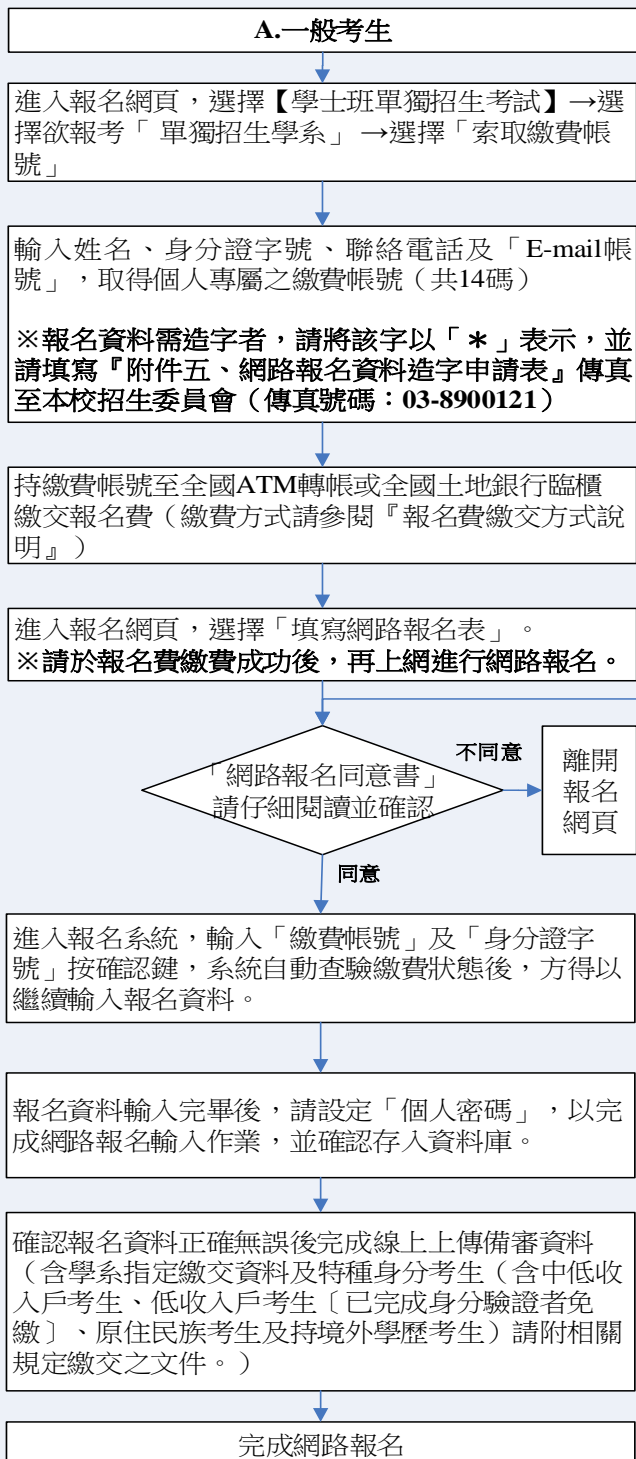 A.一般考生
進入報名網頁，選擇【學士班單獨招生考試】→選
擇欲報考「 單獨招生學系」 →選擇「索取繳費帳
號」
輸入姓名、身分證字號、聯絡電話及「E-mail帳
號」，取得個人專屬之繳費帳號（共14碼）
※報名資料需造字者，請將該字以「＊」表示，並
請填寫『附件五、網路報名資料造字申請表』傳真
至本校招生委員會（傳真號碼：03-8900121）
持繳費帳號至全國ATM轉帳或全國土地銀行臨櫃
繳交報名費（繳費方式請參閱『報名費繳交方式說
明』）
進入報名網頁，選擇「填寫網路報名表」。
※請於報名費繳費成功後，再上網進行網路報名。
「網路報名同意書」
請仔細閱讀並確認
不同意
離開
報名
網頁
同意
進入報名系統，輸入「繳費帳號」及「身分證字
號」按確認鍵，系統自動查驗繳費狀態後，方得以
繼續輸入報名資料。
報名資料輸入完畢後，請設定「個人密碼」，以完
成網路報名輸入作業，並確認存入資料庫。
確認報名資料正確無誤後完成線上上傳備審資料
（含學系指定繳交資料及特種身分考生（含中低收
入戶考生、低收入戶考生〔已完成身分驗證者免
繳〕、原住民族考生及持境外學歷考生）請附相關
規定繳交之文件。）
完成網路報名